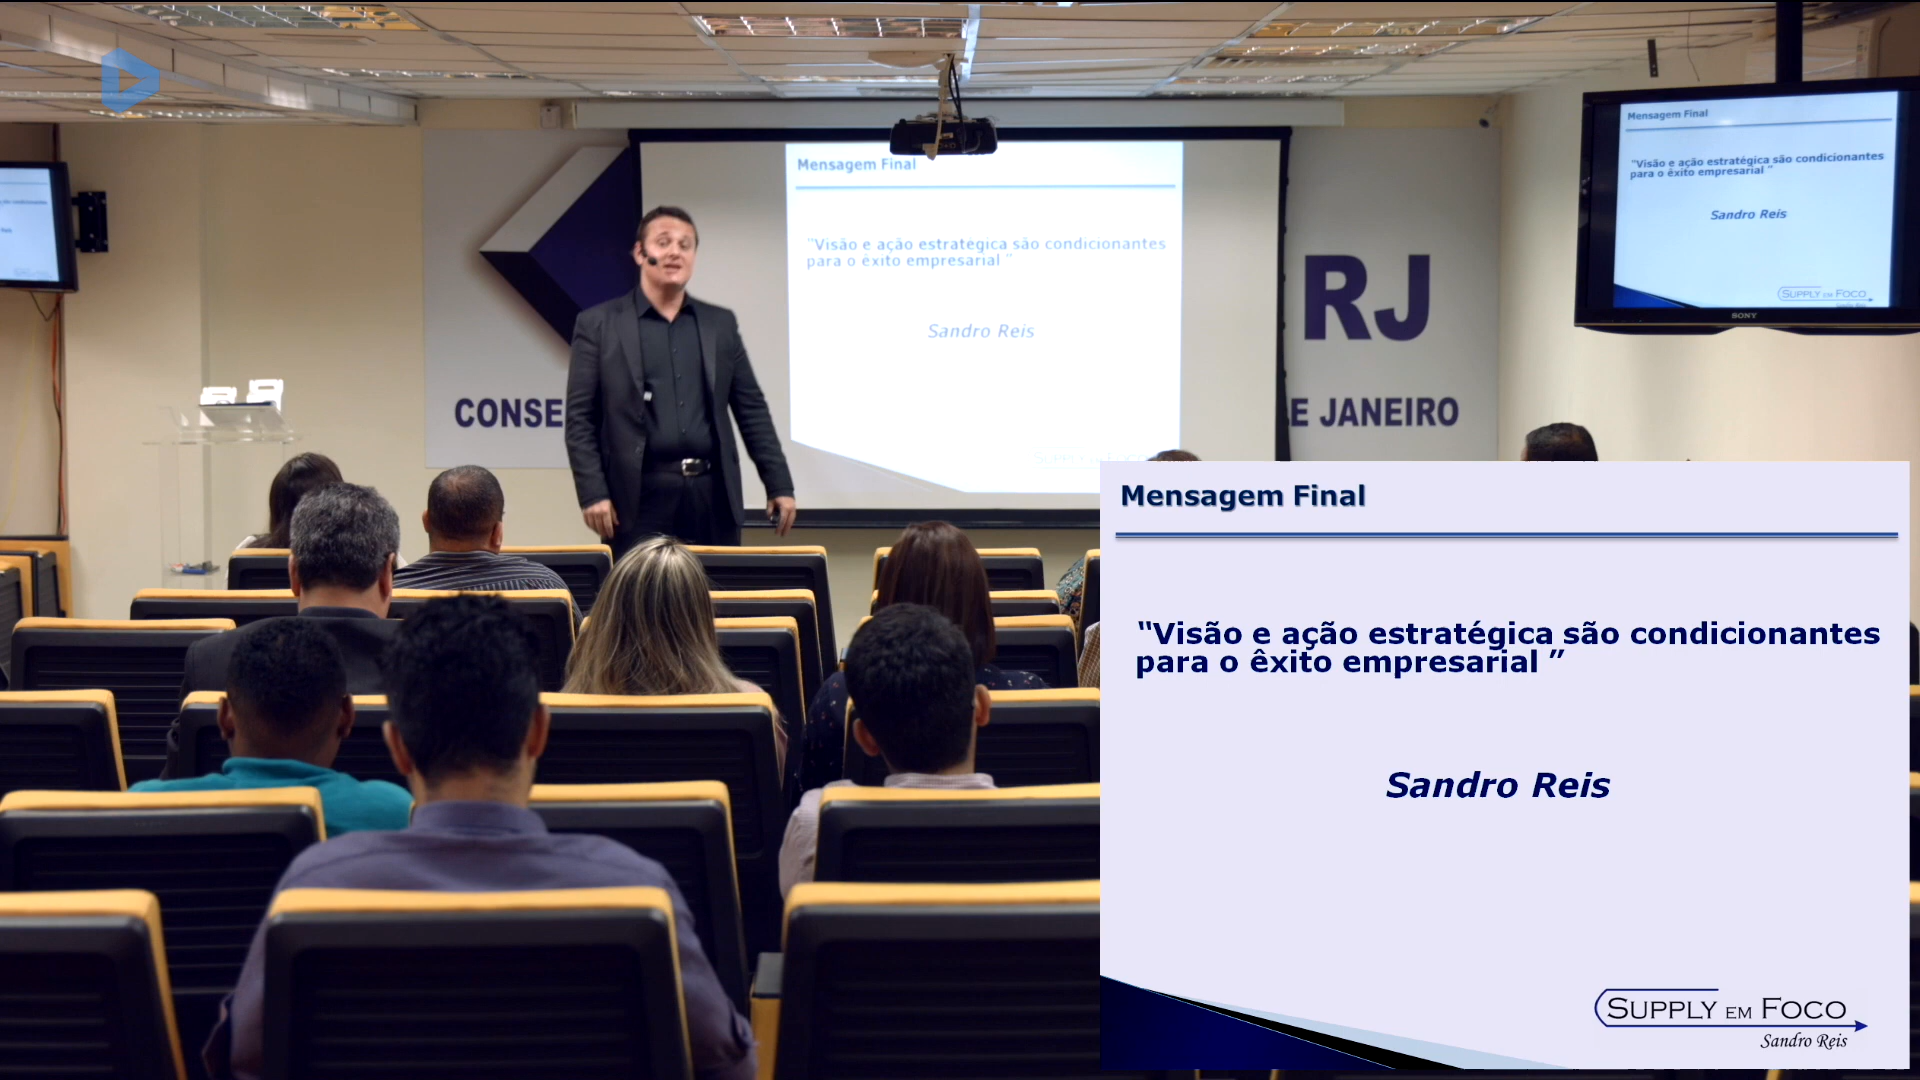 Mensagem Final
“Visão e ação estratégica são condicionantes
para o êxito empresarial ”
Sandro Reis
RJ
CONSE
E JANEIRO
Mensagem Final
“Visão e ação estratégica são condicionantes
para o êxito empresarial ”
Sandro Reis
SUPPLY EM FOCO
SONY
Mensagem Final
“Visão e ação estratégica são condicionantes
para o êxito empresarial ”
Sandro Reis
SUPPLY EM FOCO
Sandro Reis